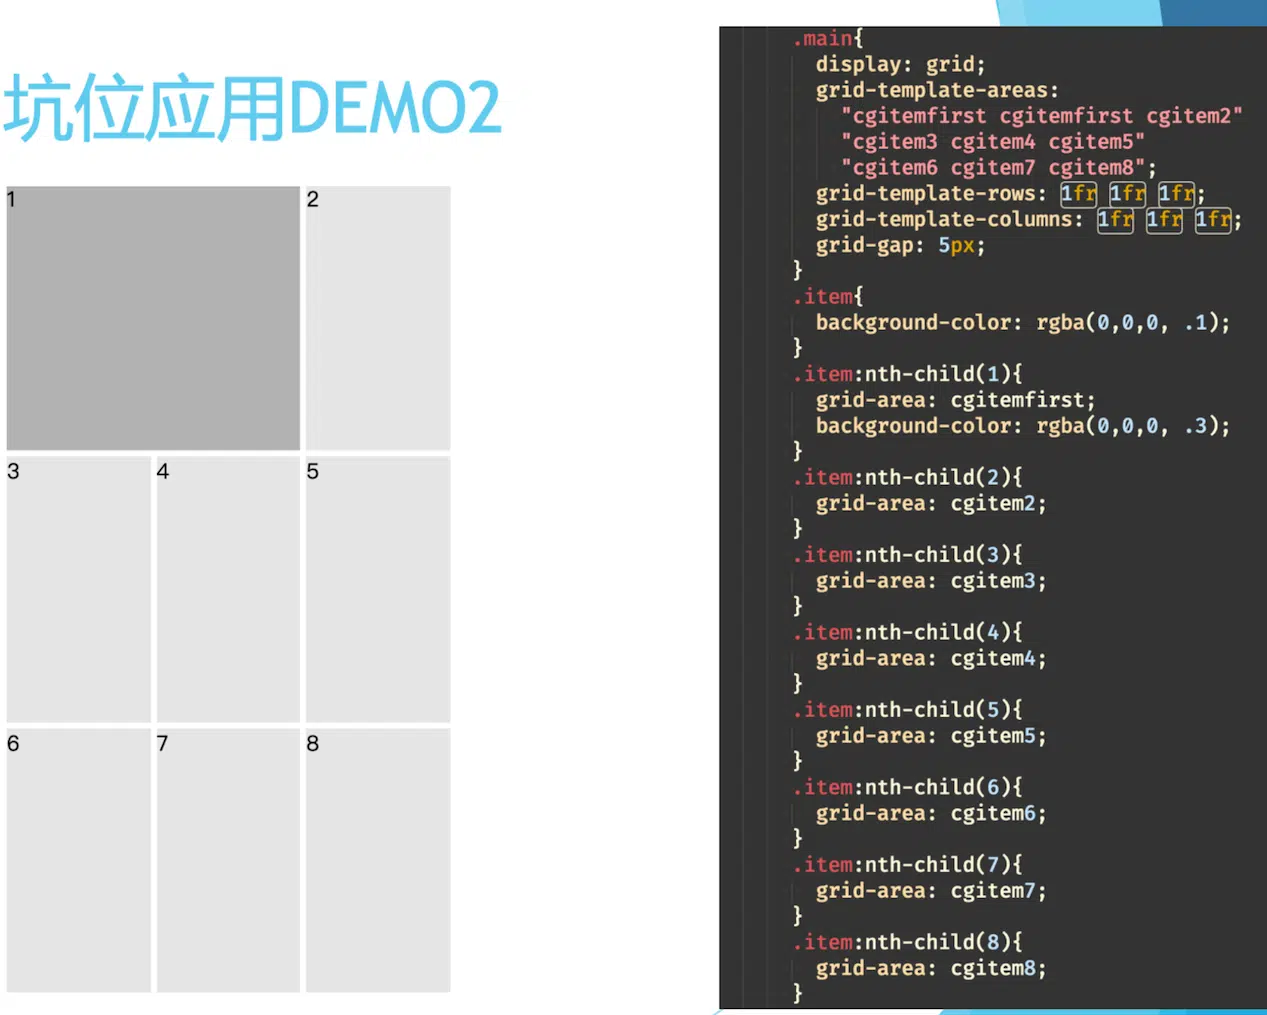 坑位应用DEMO2
1
2
3
4
5
6
7
8
.main{
display: grid;
grid-template-areas:
"cgitemfirst cgitemfirst cgitem2"
"cgitem3 cgitem4 cgitem5"
"cgitem6 cgitem7 cgitem8";
grid-template-rows: 1fr 1fr 1fr;
grid-template-columns: 1fr 1fr 1fr;
grid-gap: 5px;
}
.item{
background-color: rgba(0,0,0, .1);
}
.item:nth-child(1){
grid-area: cgitemfirst;
background-color: rgba(0,0,0, .3);
}
.item:nth-child(2){
grid-area: cgitem2;
}
.item:nth-child(3){
grid-area: cgitem3;
}
.item:nth-child(4){
grid-area: cgitem4;
}
.item:nth-child(5){
grid-area: cgitem5;
}
.item:nth-child(6){
grid-area: cgitem6;
}
.item:nth-child(7){
grid-area: cgitem7;
}
.item:nth-child(8){
grid-area: cgitem8;
}